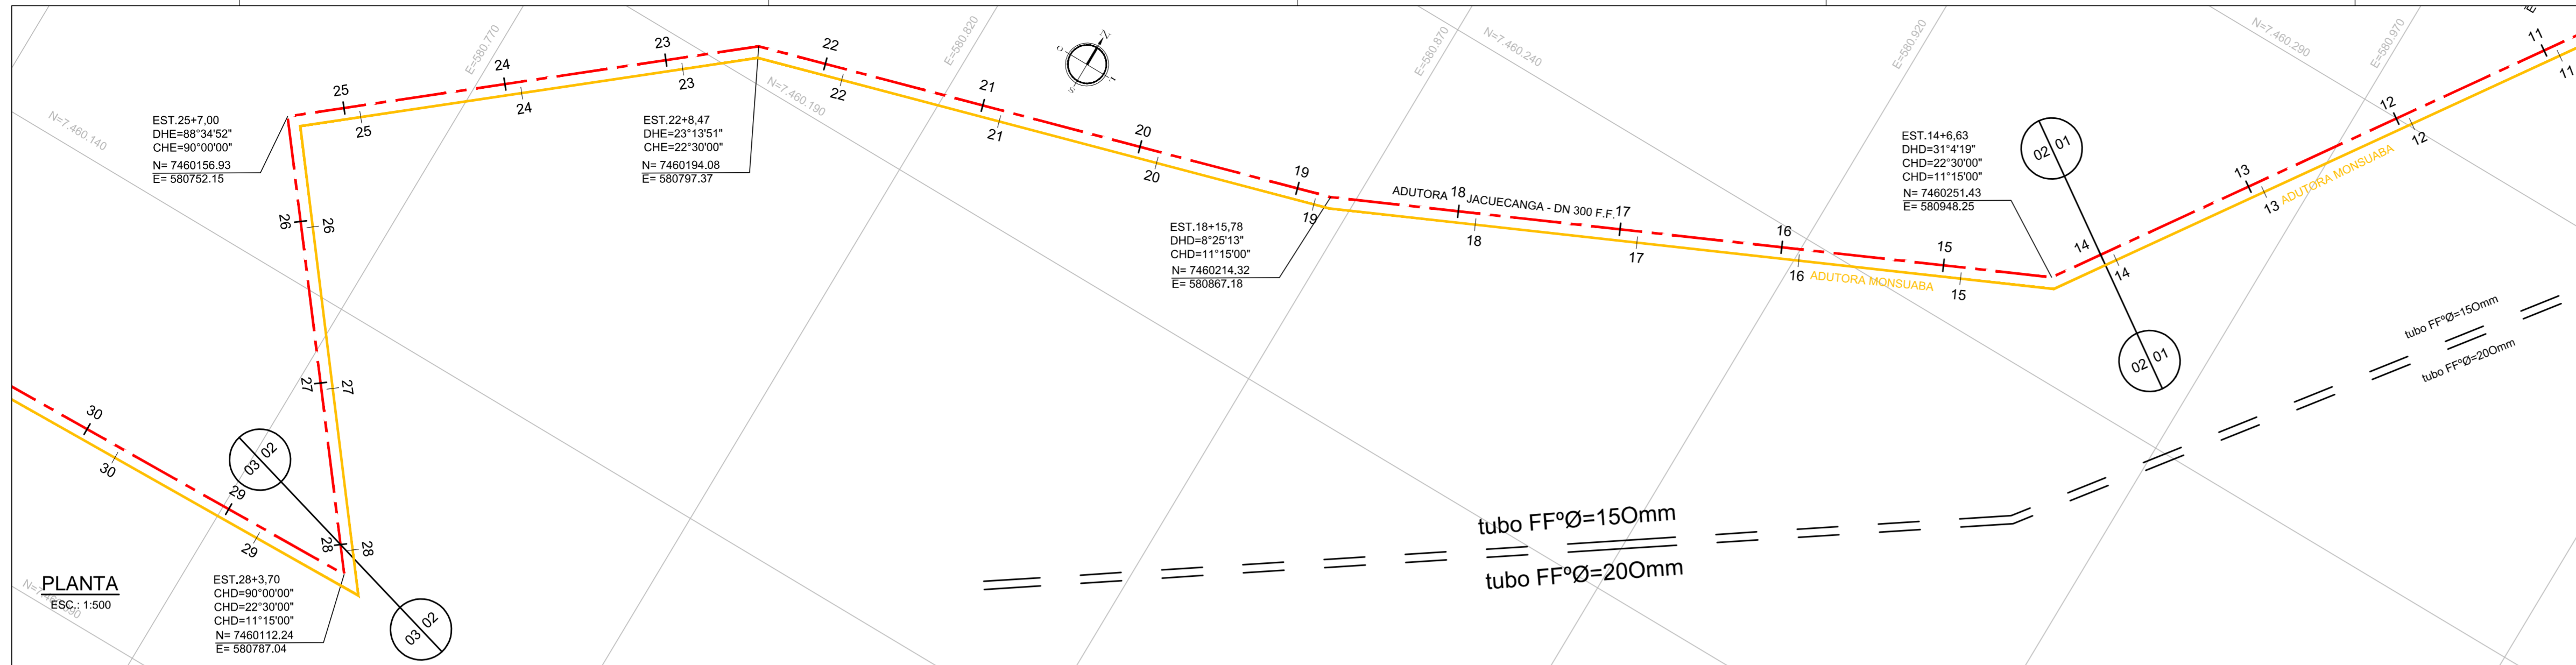 E=580.770
E=580.820
E=580.870
E=580.920
E=580.970
N=7.460.140
N=7.460.190
N=7.460.240
N=7.460.290
25
24
23
22
21
20
19
18
17
16
15
14
13
12
11
25
24
23
22
21
20
19
18
17
16
15
14
13
12
11
EST.25+7,00
DHE=88°34'52"
CHE=90°00'00"
N= 7460156.93
E= 580752.15
EST.22+8,47
DHE=23°13'51"
CHE=22°30'00"
N= 7460194.08
E= 580797.37
EST.18+15,78
DHD=8°25'13"
CHD=11°15'00"
N= 7460214.32
E= 580867.18
EST.14+6,63
DHD=31°4'19"
CHD=22°30'00"
CHD=11°15'00"
N= 7460251.43
E= 580948.25
ADUTORA JACUECANGA - DN 300 F.F.
ADUTORA MONSUABA
ADUTORA MONSUABA
02 01
02 01
26
26
27
27
28
28
29
29
30
30
03 02
03 02
tubo FFºØ=15Omm
tubo FFºØ=20Omm
tubo FFºØ=15Omm
tubo FFºØ=20Omm
EST.28+3,70
CHD=90°00'00"
CHD=22°30'00"
CHD=11°15'00"
N= 7460112.24
E= 580787.04
PLANTA
ESC.: 1:500